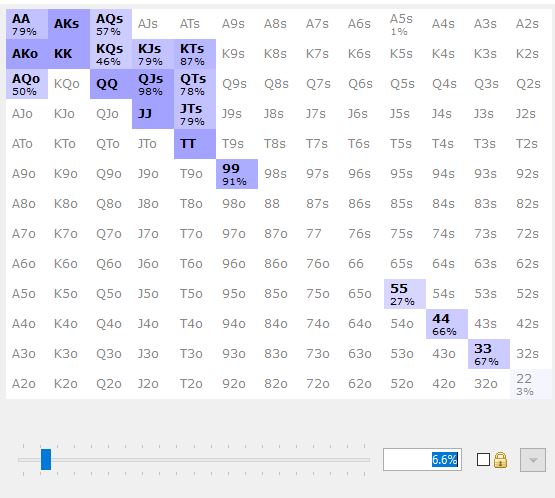 AA AKs AQs AJs ATs A9s A8s A7s A6s A5s A4s A3s A2s
79% 57% 1%
AKo KK KQs KJs KTs K9s K8s K7s K6s K5s K4s K3s K2s
46% 79% 87%
AQo KQo QQ QJs QTs Q9s Q8s Q7s Q6s Q5s Q4s Q3s Q2s
50% 98% 78%
AJo KJo QJo JJ JTs J9s J8s J7s J6s J5s J4s J3s J2s
79%
ATo KTo QTo JTo TT T9s T8s T7s T6s T5s T4s T3s T2s
A9o K9o Q9o J9o T9o 99 98s 97s 96s 95s 94s 93s 92s
91%
A8o K8o Q8o J8o T8o 98o 88 87s 86s 85s 84s 83s 82s
A7o K7o Q7o J7o T7o 97o 87o 77 76s 75s 74s 73s 72s
A6o K6o Q6o J6o T6o 96o 86o 76o 66 65s 64s 63s 62s
A5o K5o Q5o J5o T5o 95o 85o 75o 65o 55 54s 53s 52s
27%
A4o K4o Q4o J4o T4o 94o 84o 74o 64o 54o 44 43s 42s
66%
A3o K3o Q3o J3o T3o 93o 83o 73o 63o 53o 43o 33 32s
67%
A2o K2o Q2o J2o T2o 92o 82o 72o 62o 52o 42o 32o 22
3%
6.6%